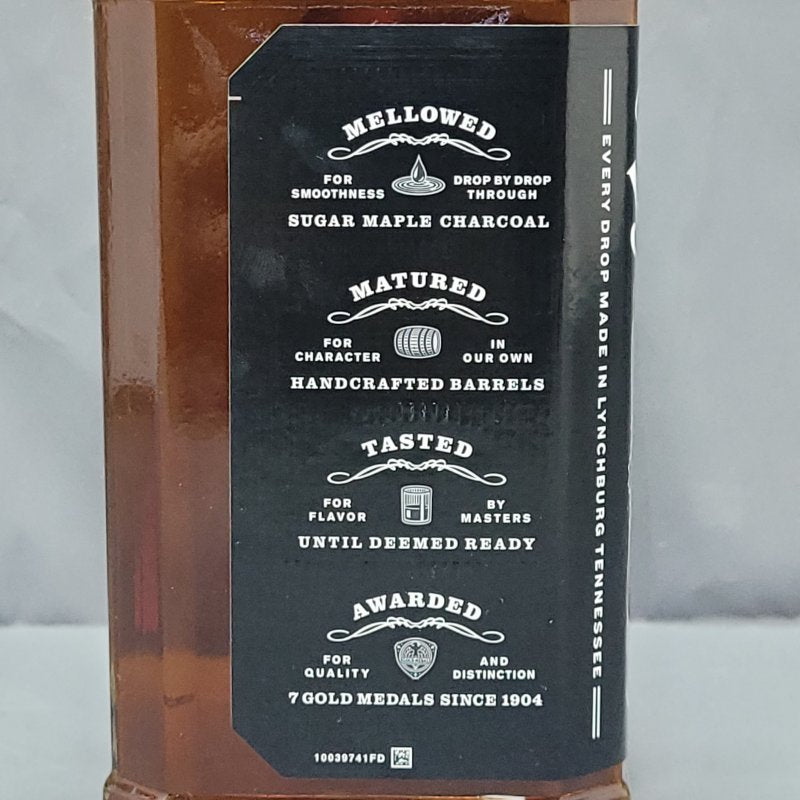 MELLOWED
FOR SMOOTHNESS
DROP BY DROP THROUGH
SUGAR MAPLE CHARCOAL
MATURED
FOR CHARACTER
IN OUR OWN
HANDCRAFTED BARRELS
TASTED
FOR FLAVOR
BY MASTERS
UNTIL DEEMED READY
AWARDED
FOR QUALITY
AND DISTINCTION
7 GOLD MEDALS SINCE 1904
10039741FD
EVERY DROP MADE IN LYNCHBURG TENNESSEE